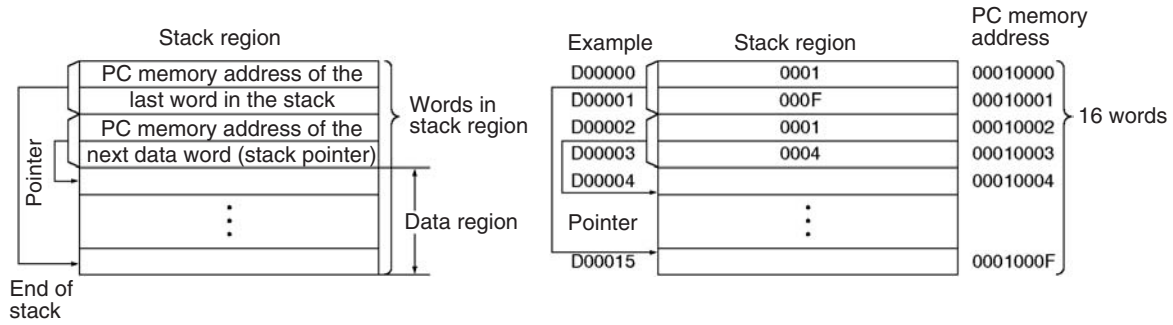 Stack region
PC memory address of the
last word in the stack
PC memory address of the
next data word (stack pointer)
Pointer
Words in
stack region
Data region
End of
stack
Example
Stack region
PC memory
address
D00000 0001 00010000
D00001 000F 00010001
D00002 0001 00010002
D00003 0004 00010003
D00004 00010004
Pointer
D00015 0001000F
16 words